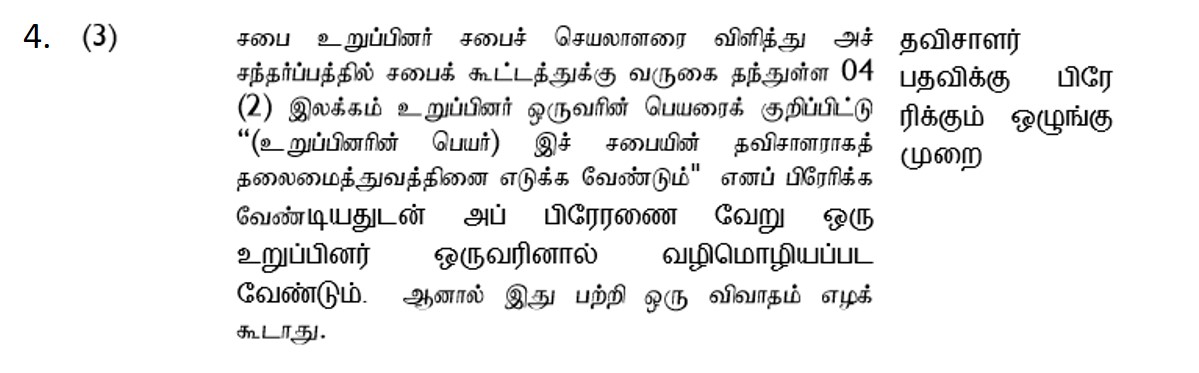 4. (3)
சபை உறுப்பினர் சபைச் செயலாளரை விளித்து அச்
சந்தர்ப்பத்தில் சபைக் கூட்டத்துக்கு வருகை தந்துள்ள 04
(2) இலக்கம் உறுப்பினர் ஒருவரின் பெயரைக் குறிப்பிட்டு
“(உறுப்பினரின் பெயர்) இச் சபையின் தவிசாளராகத்
தலைமைத்துவத்தினை எடுக்க வேண்டும்" எனப் பிரேரிக்க
வேண்டியதுடன் அப் பிரேரணை வேறு ஒரு
உறுப்பினர் ஒருவரினால் வழிமொழியப்பட
வேண்டும். ஆனால் இது பற்றி ஒரு விவாதம் எழக்
கூடாது.
தவிசாளர்
பதவிக்கு பிரே
ரிக்கும் ஒழுங்கு
முறை